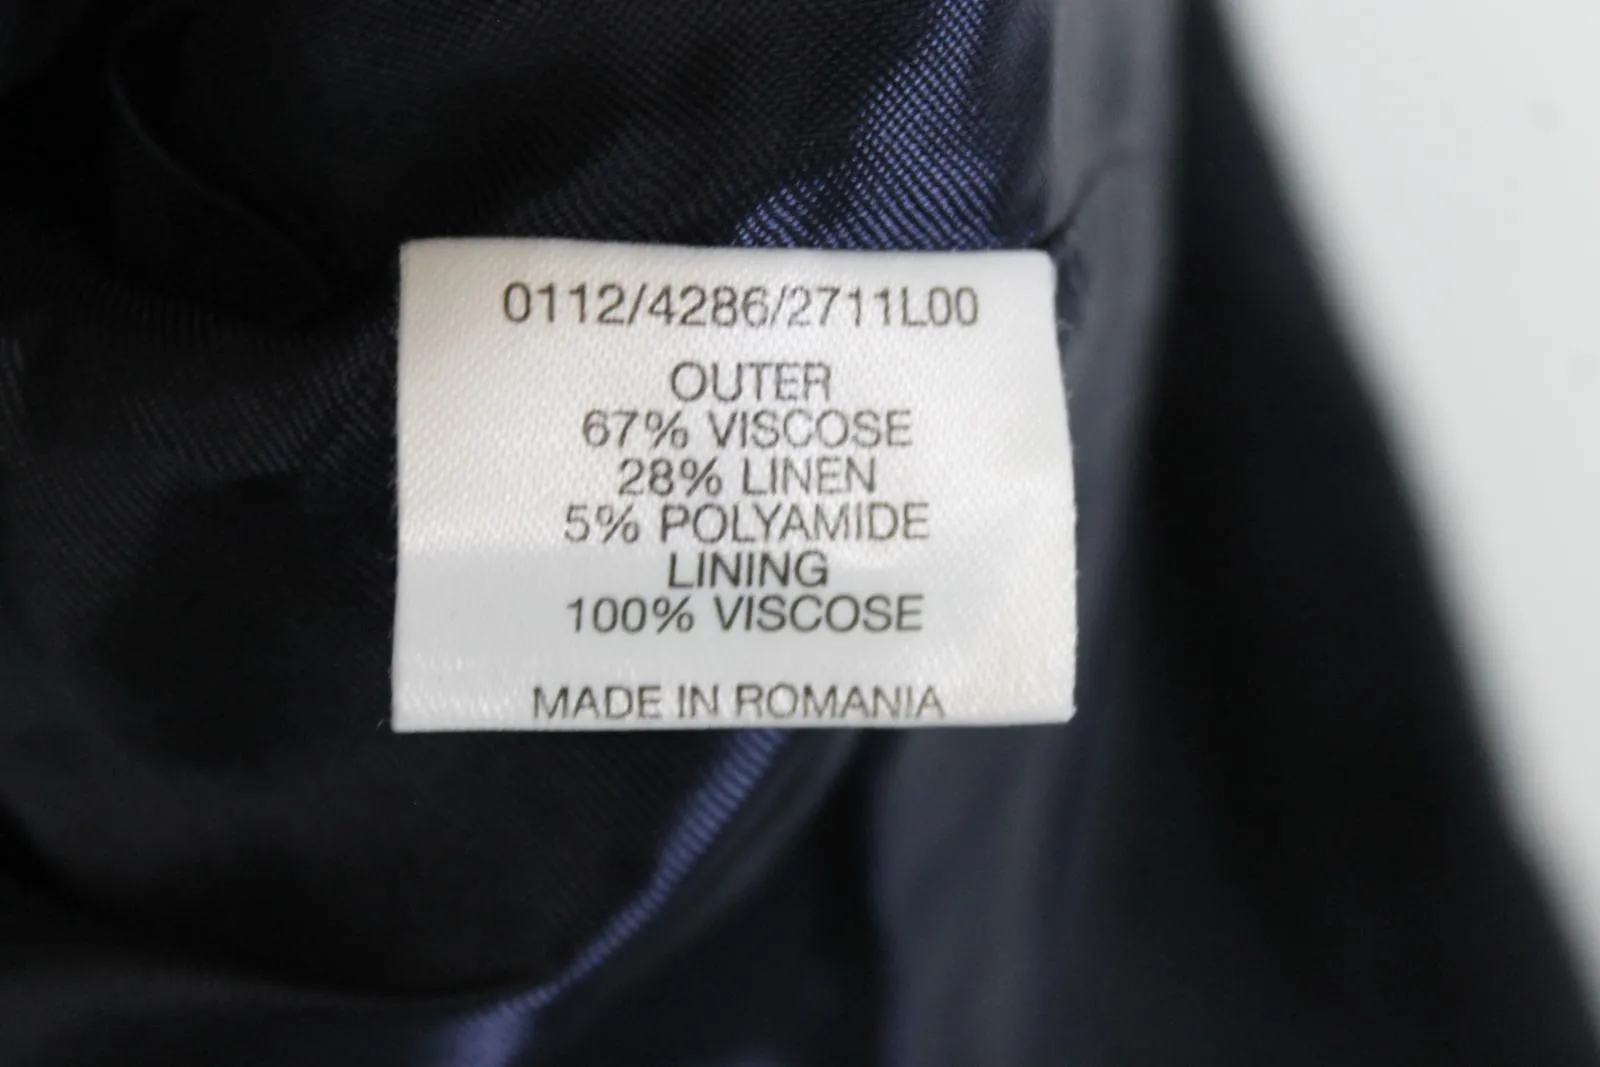 0112/4286/2711L00
OUTER
67% VISCOSE
28% LINEN
5% POLYAMIDE
LINING
100% VISCOSE
MADE IN ROMANIA